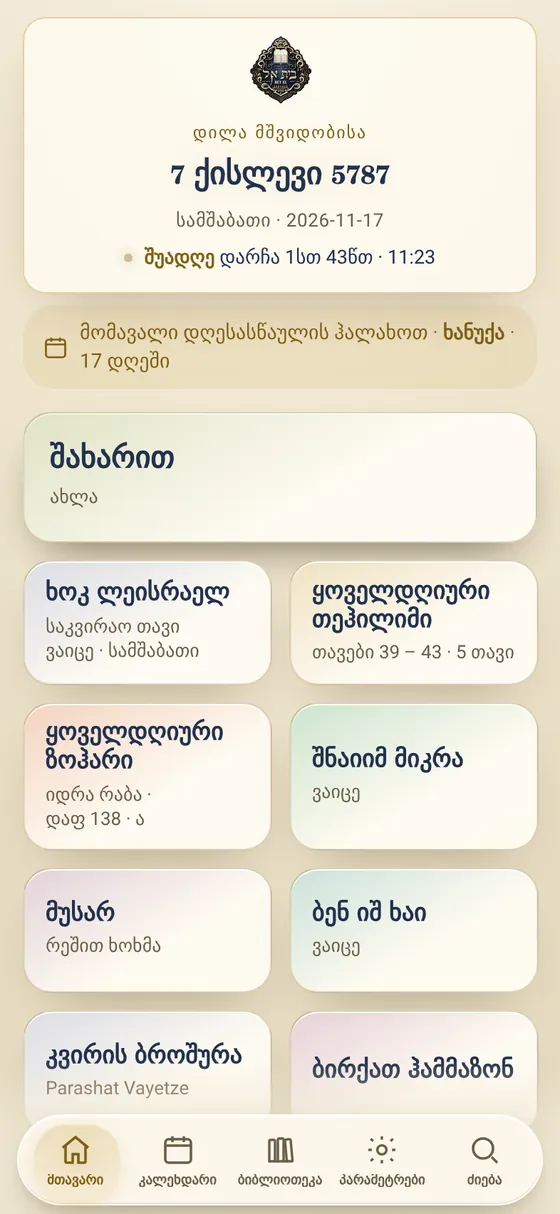 בית אל
დილა მშვიდობისა
7 ქისლევი 5787
სამშაბათი · 2026-11-17
შუადღე დარჩა 1სთ 43წთ · 11:23
მომავალი დღესასწაულის ჰალახოთ · ხანუქა ·
17 დღეში
შახარით
ახლა
ხოკ ლეისრაელ
საკვირაო თავი
ვაიცე · სამშაბათი
ყოველდღიური
თეჰილიმი
თავები 39 – 43 · 5 თავი
ყოველდღიური
ზოჰარი
იდრა რაბა ·
დაფ 138 · ა
შნაიიმ მიკრა
ვაიცე
მუსარ
რეშით ხოხმა
ბენ იშ ხაი
ვაიცე
კვირის ბროშურა
Parashat Vayetze
ბირქათ ჰამმაზონ
მთავარი
კალენდარი
ბიბლიოთეკა
პარამეტრები
ძიება